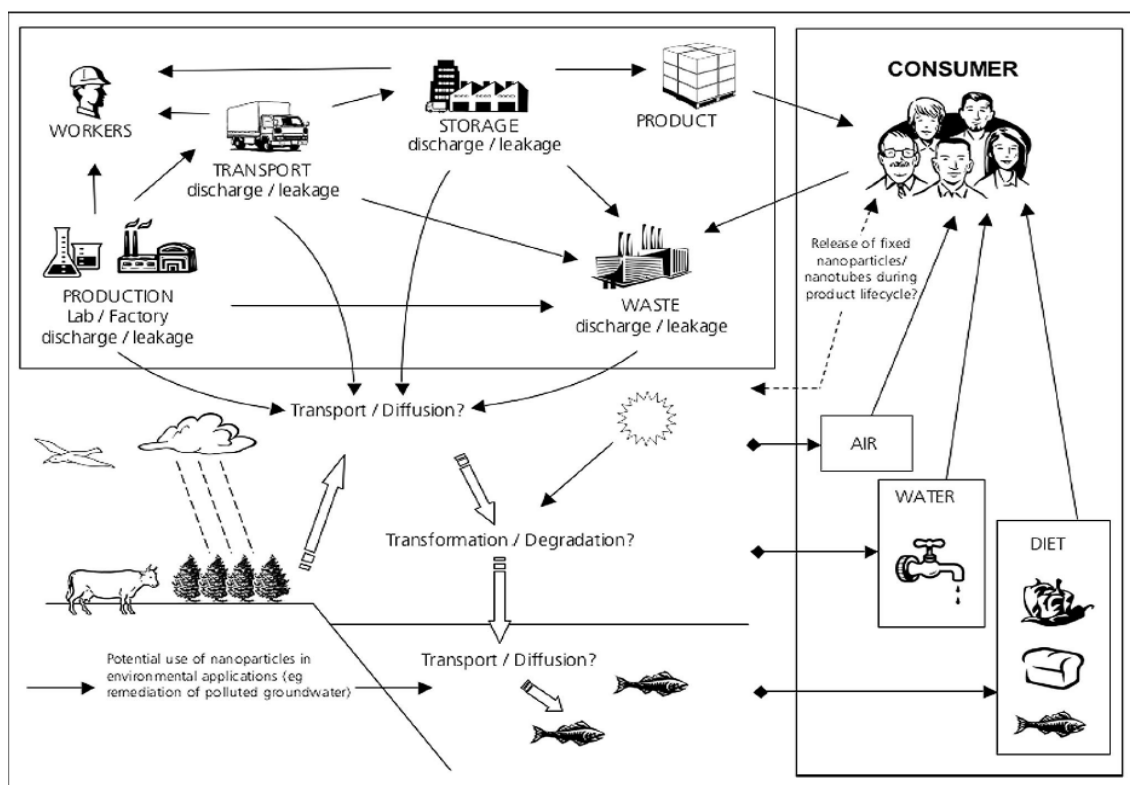 WORKERS
TRANSPORT
discharge / leakage
STORAGE
discharge / leakage
PRODUCT
PRODUCTION
Lab / Factory
discharge / leakage
WASTE
discharge / leakage
CONSUMER
Release of fixed
nanoparticles/
nanotubes during
product lifecycle?
Transport / Diffusion?
AIR
WATER
DIET
Transformation / Degradation?
Potential use of nanoparticles in
environmental applications (eg
remediation of polluted groundwater)
Transport / Diffusion?